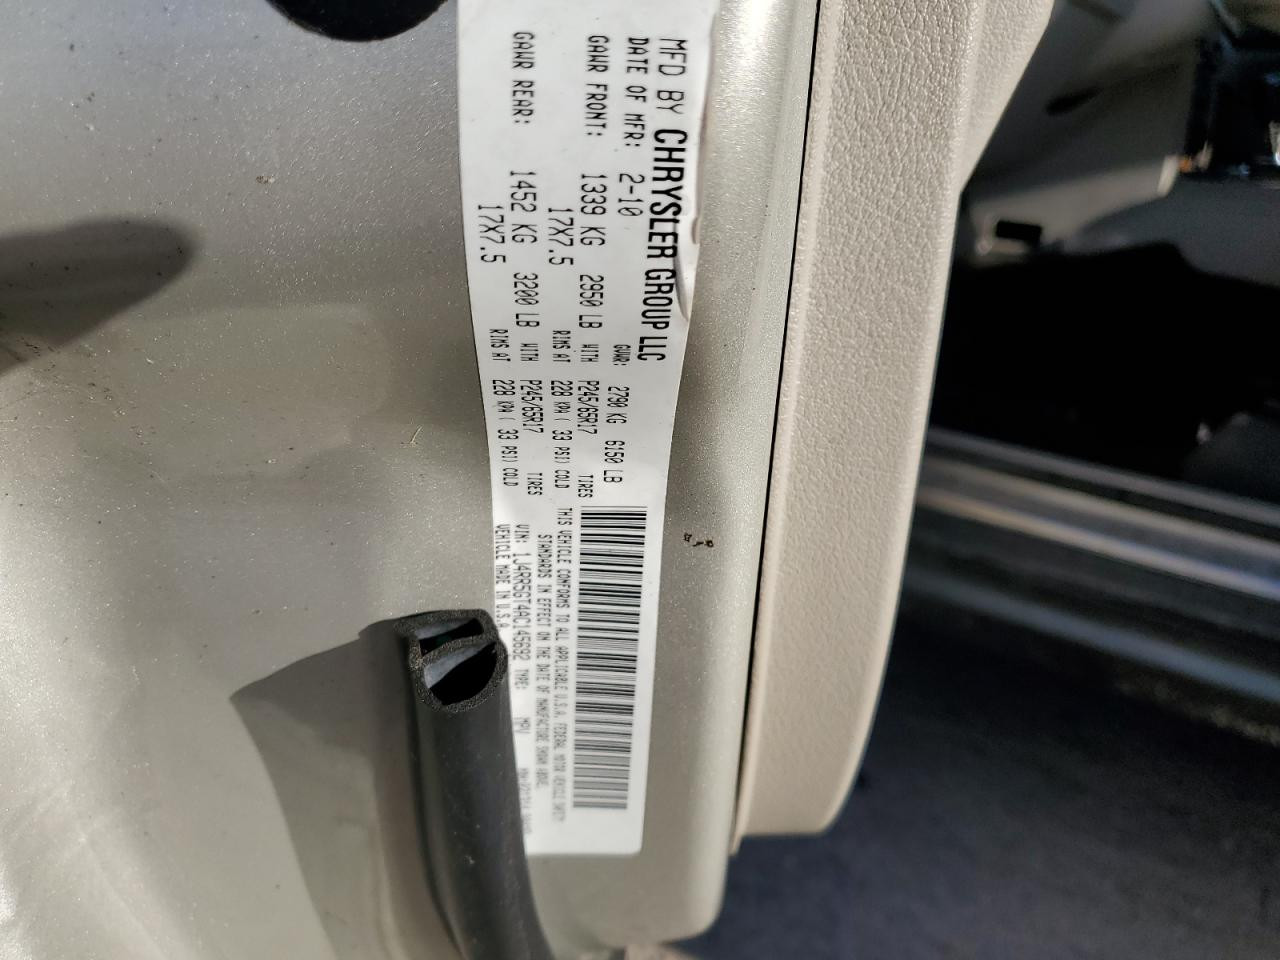 MFD BY CHRYSLER GROUP LLC
DATE OF MFR: 2-10 GVWR: 2790 KG 6150 LB
GAWR FRONT: 1339 KG 2950 LB WITH P245/65R17 TIRES
17X7.5 RIMS AT 228 KPA ( 33 PSI) COLD
GAWR REAR: 1452 KG 3200 LB WITH P245/65R17 TIRES
17X7.5 RIMS AT 228 KPA ( 33 PSI) COLD
THIS VEHICLE CONFORMS TO ALL APPLICABLE U.S.A. FEDERAL MOTOR VEHICLE SAFETY
STANDARDS IN EFFECT ON THE DATE OF MANUFACTURE SHOWN ABOVE.
VIN: 1J4RR5GT4AC145692 TYPE: MPV
VEHICLE MADE IN U.S.A